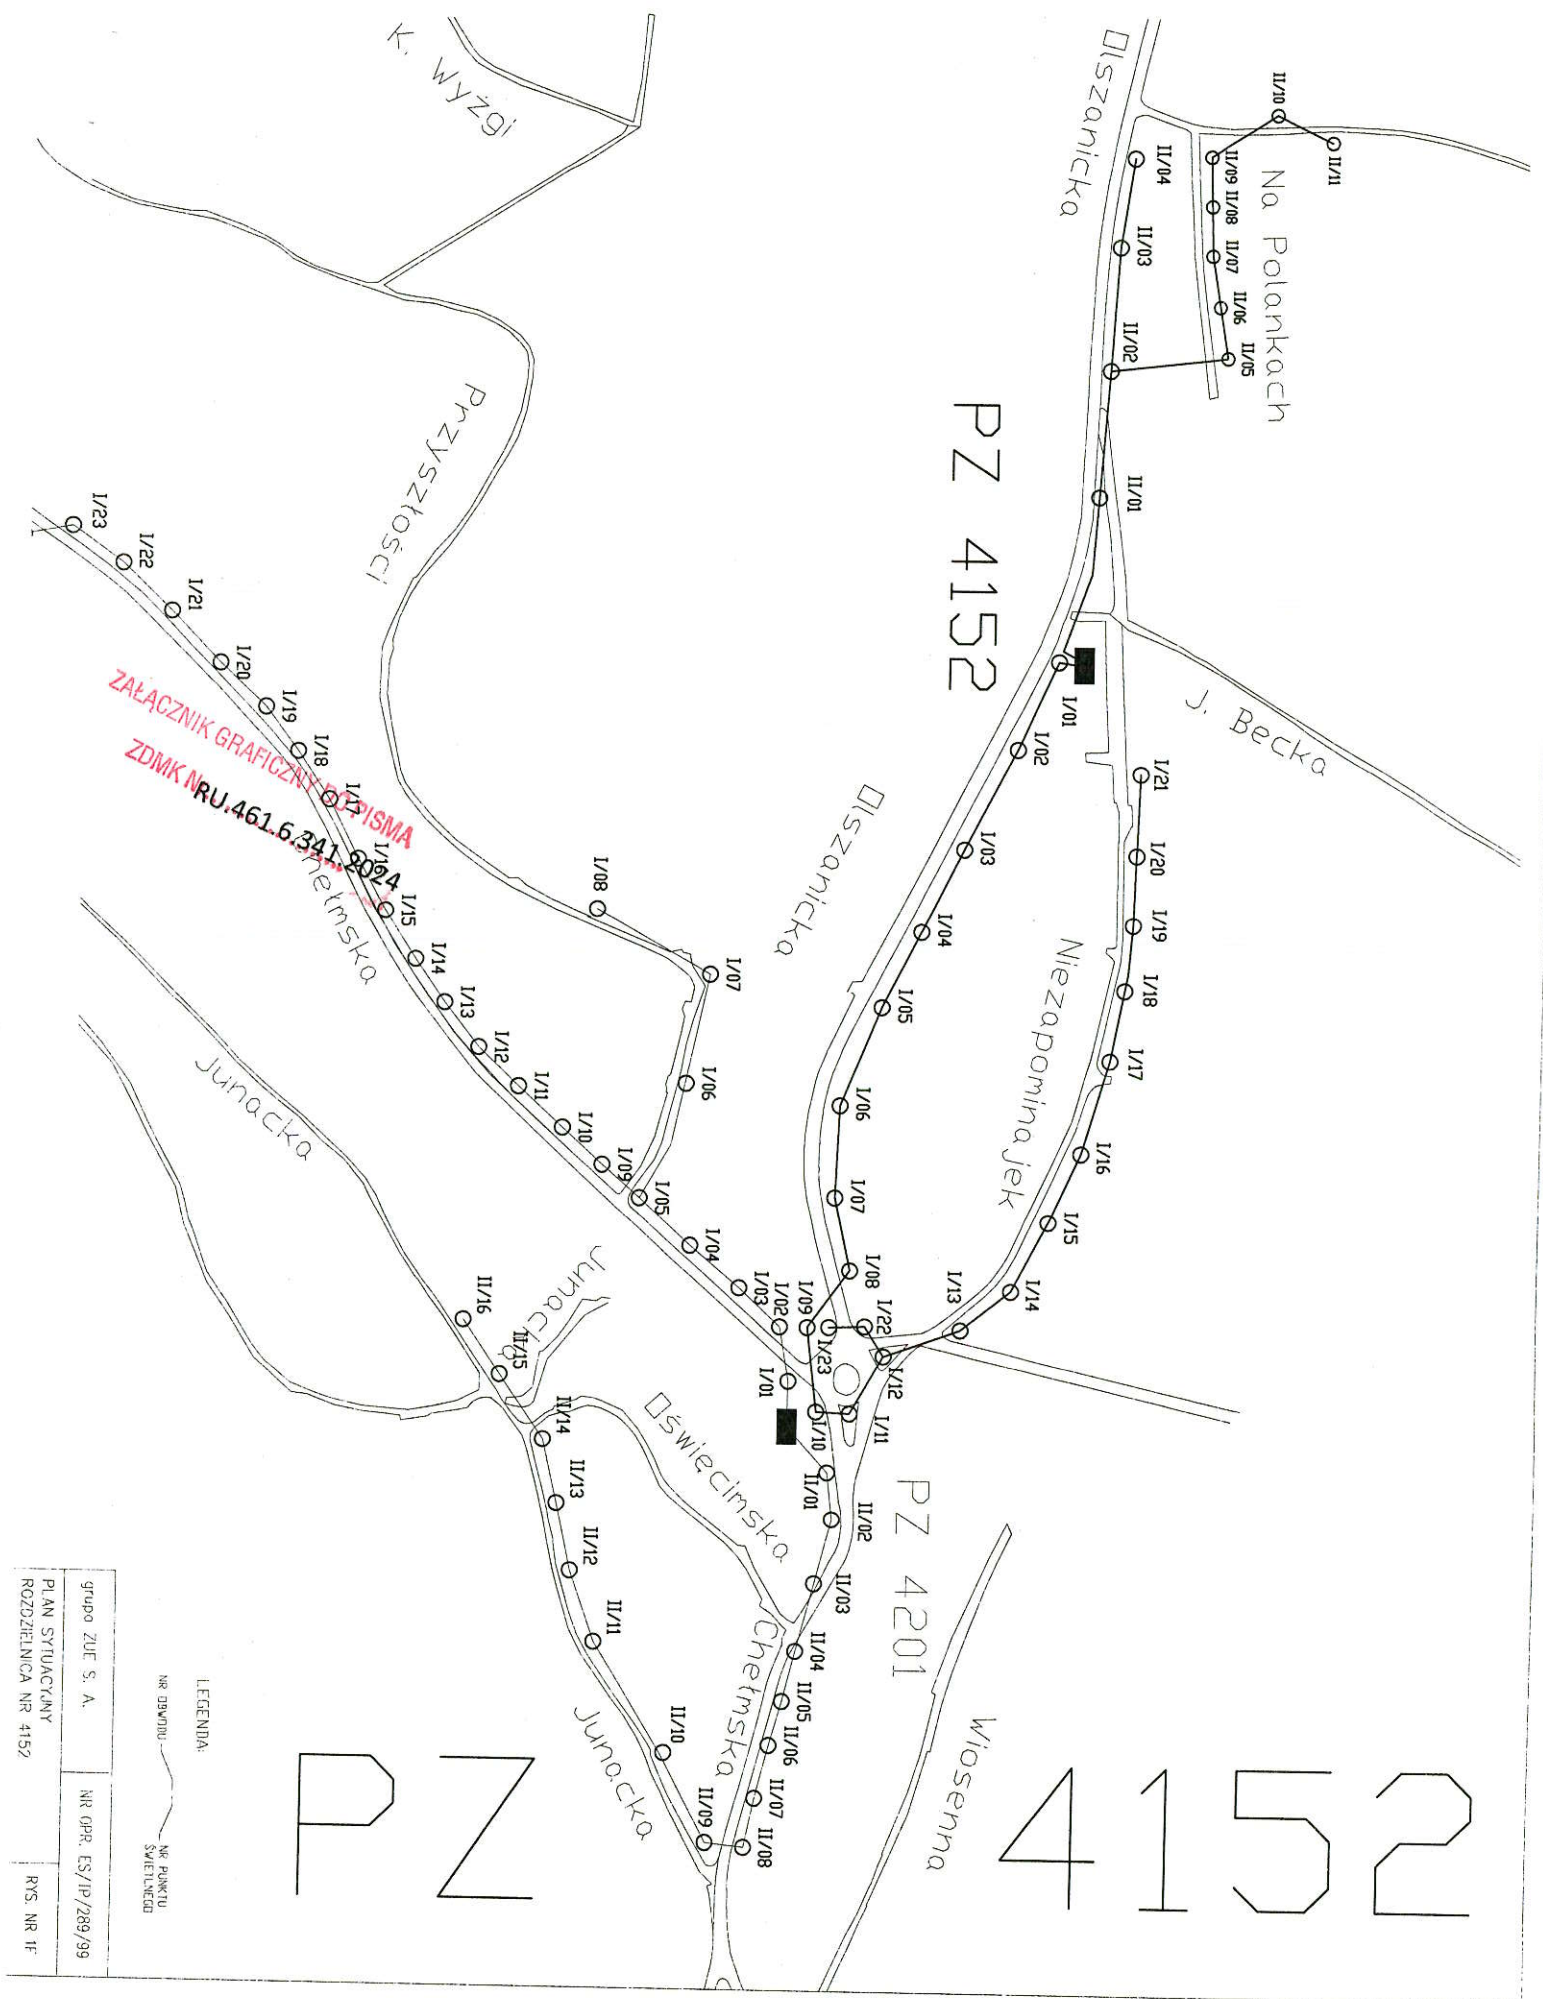 II/10
II/11
II/04
II/09
II/08
II/07
II/06
II/05
II/03
II/02
II/01
Na Polankach
Olszanicka
K. Wyżgi
Przyszłości
PZ 4152
J. Becka
I/01
I/02
I/03
I/04
I/05
I/06
I/07
I/08
I/09
I/10
I/11
I/12
I/13
I/14
I/15
I/16
I/17
I/18
I/19
I/20
I/21
I/22
I/23
Niezapominajek
Olszanicka
I/23
I/22
I/21
I/20
I/19
I/18
I/17
I/16
I/15
I/14
I/13
I/12
I/11
I/10
I/09
I/08
I/07
I/06
I/05
I/04
I/03
I/02
I/01
ZAŁĄCZNIK GRAFICZNY DO PISMA
ZDMK Nr
RU.461.6.341.2024
Chełmska
Junacka
Junacka
Oświęcimska
PZ 4201
II/01
II/02
II/03
II/04
II/05
II/06
II/07
II/08
II/09
II/10
II/11
II/12
II/13
II/14
II/15
II/16
Chełmska
Junacka
Wiosenna
PZ 4152
LEGENDA:
NR OBWODU
NR PUNKTU
ŚWIETLNEGO
grupa ZUE S. A.
NR OPR. ES/IP/289/99
PLAN SYTUACYJNY
ROZDZIELNICA NR 4152
RYS. NR 1F